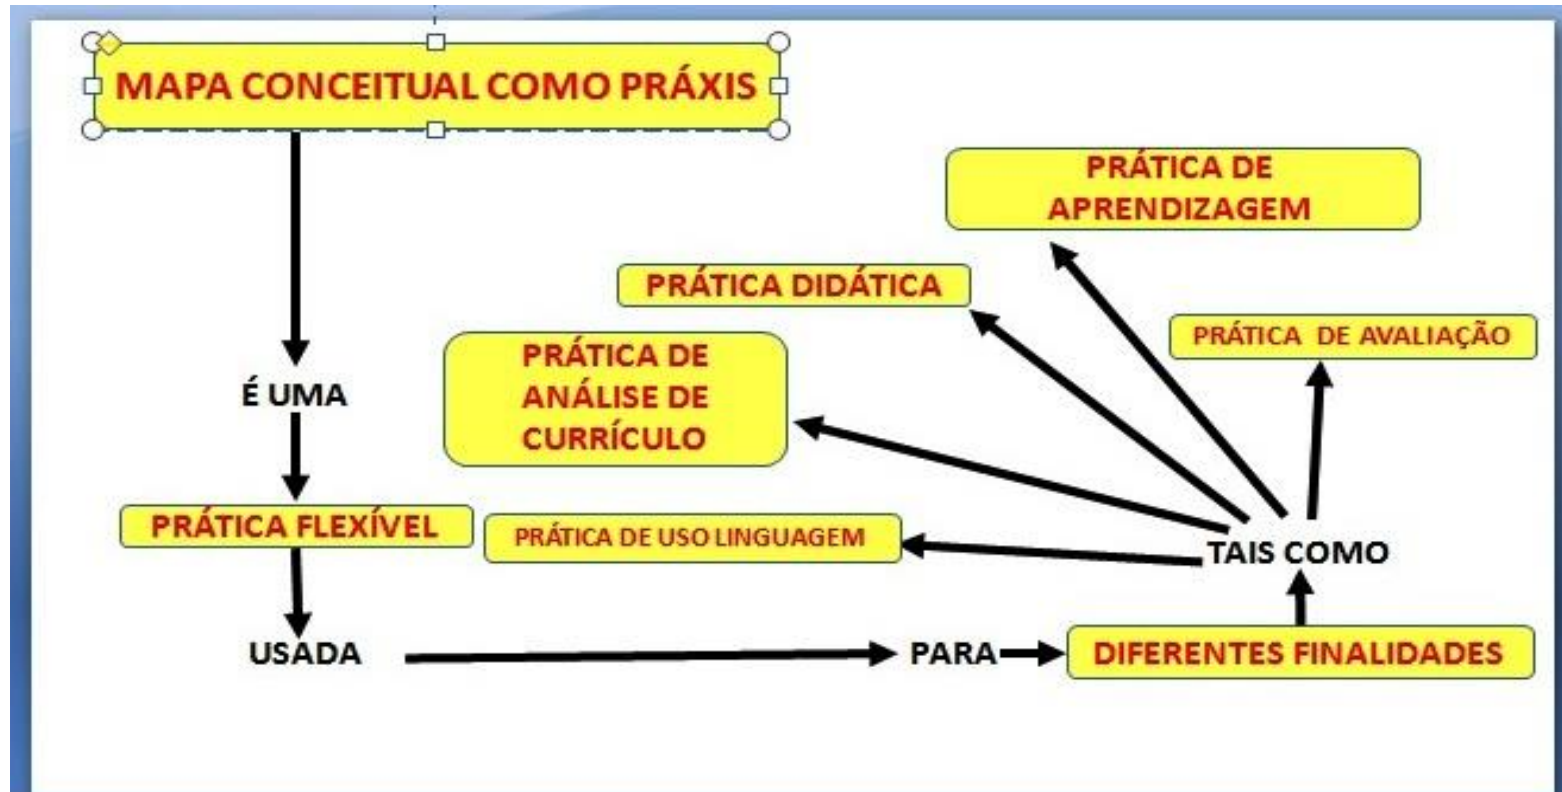 MAPA CONCEITUAL COMO PRÁXIS
PRÁTICA DE
APRENDIZAGEM
PRÁTICA DIDÁTICA
PRÁTICA DE AVALIAÇÃO
PRÁTICA DE
ANÁLISE DE
CURRÍCULO
É UMA
PRÁTICA FLEXÍVEL
PRÁTICA DE USO LINGUAGEM
TAIS COMO
USADA
PARA
DIFERENTES FINALIDADES